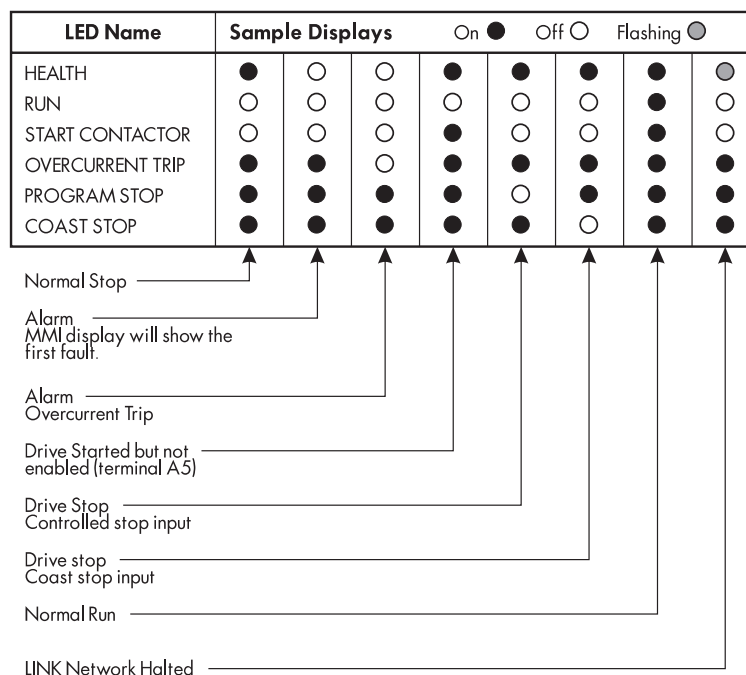 LED Name Sample Displays On Off Flashing
HEALTH
RUN
START CONTACTOR
OVERCURRENT TRIP
PROGRAM STOP
COAST STOP
Normal Stop
Alarm
MMI display will show the
first fault.
Alarm
Overcurrent Trip
Drive Started but not
enabled (terminal A5)
Drive Stop
Controlled stop input
Drive stop
Coast stop input
Normal Run
LINK Network Halted